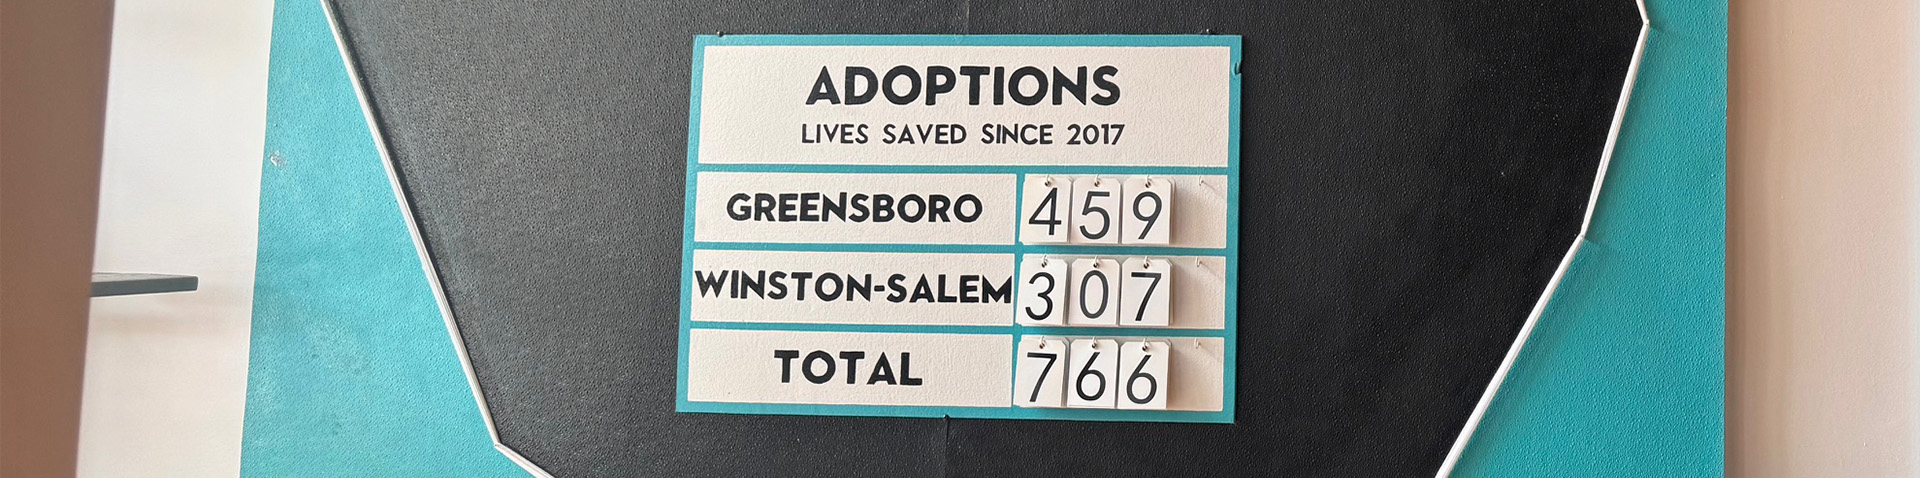 ADOPTIONS
LIVES SAVED SINCE 2017
GREENSBORO 459
WINSTON-SALEM 307
TOTAL 766